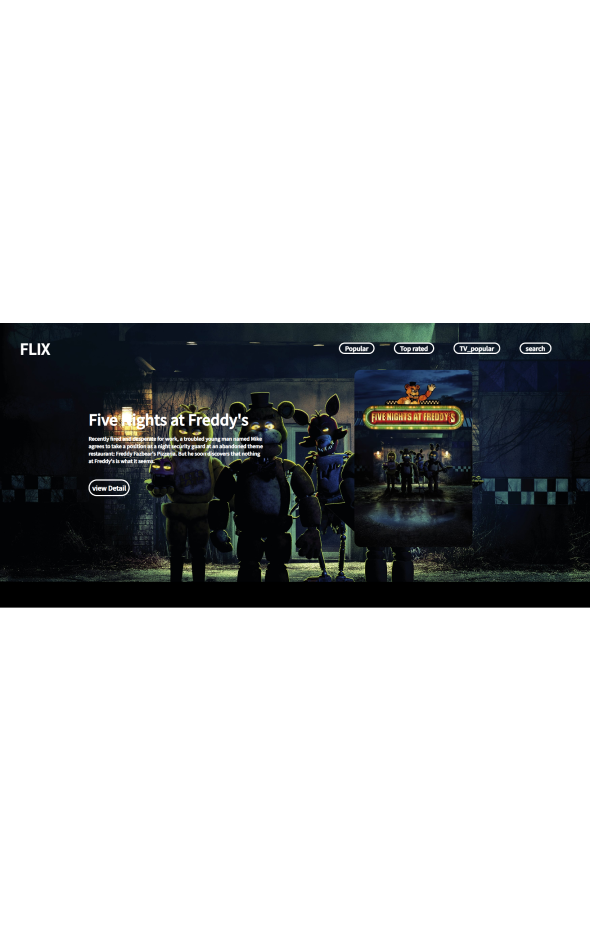 FLIX
Popular
Top rated
TV_popular
search
Five Nights at Freddy's
Recently fired and desperate for work, a troubled young man named Mike
agrees to take a position as a night security guard at an abandoned theme
restaurant: Freddy Fazbear's Pizzeria. But he soon discovers that nothing
at Freddy's is what it seems.
view Detail
FIVE NIGHTS AT FREDDY'S